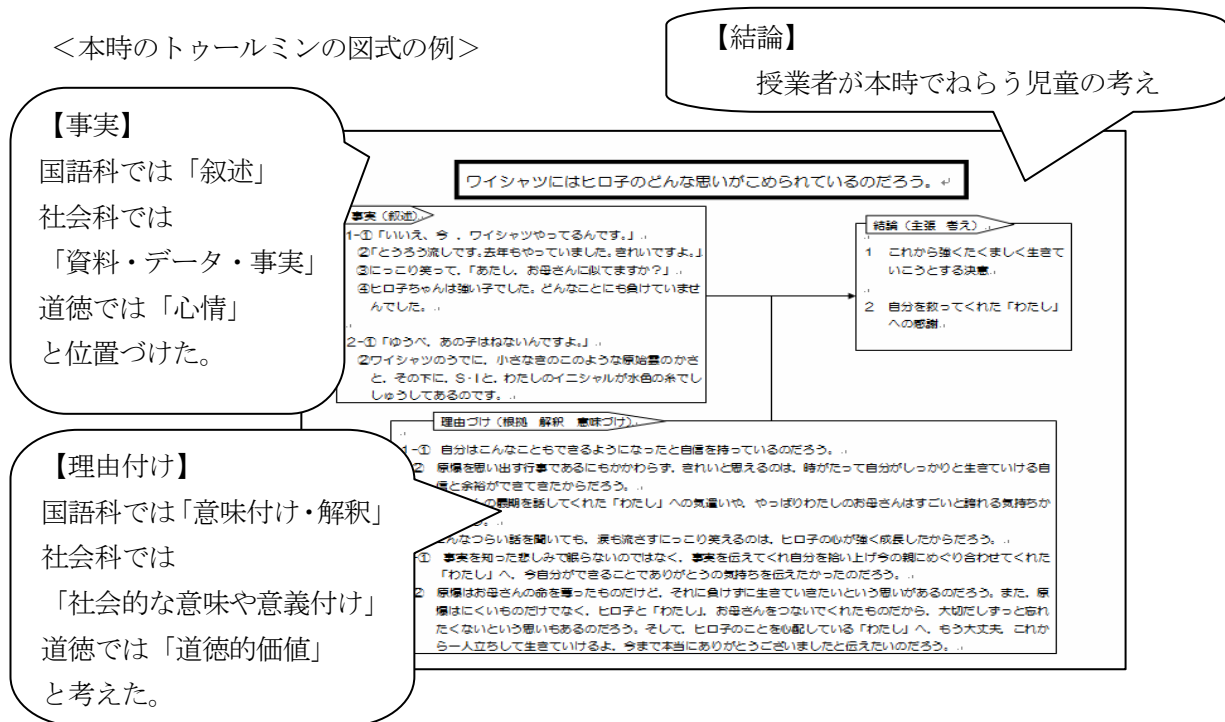 ＜本時のトゥールミンの図式の例＞
【結論】
授業者が本時でねらう児童の考え
【事実】
国語科では「叙述」
社会科では
「資料・データ・事実」
道徳では「心情」
と位置づけた。
ワイシャツにはヒロ子のどんな思いがこめられているのだろう。
事実（叙述）
1-①「いいえ、今，ワイシャツやってるんです。」
②「とうろう流しです。去年もやっていました。きれいですよ。」
③にっこり笑って，「あたし，お母さんに似てますか？」
④ヒロ子ちゃんは強い子でした。どんなことにも負けていませ
んでした。
2-①「ゆうべ，あの子はねないんですよ。」
②ワイシャツのうでに，小さなきのこのような原始雲のかさ
と，その下に，S・Iと，わたしのイニシャルが水色の糸でし
しゅうしてあるのです。
結論（主張　考え）
1　これから強くたくましく生きて
いこうとする決意
2　自分を救ってくれた「わたし」
への感謝
【理由付け】
国語科では「意味付け・解釈」
社会科では
「社会的な意味や意義付け」
道徳では「道徳的価値」
と考えた。
理由づけ（根拠　解釈　意味づけ）
1-①　自分はこんなこともできるようになったと自信を持っているのだろう。
②　原爆を思い出す行事であるにもかかわらず，きれいと思えるのは，時がたって自分がしっかりと生きていける自
信と余裕ができてきたからだろう。
の最期を話してくれた「わたし」への気遣いや，やっぱりわたしのお母さんはすごいと誇れる気持ちか
。
こんなつらい話を聞いても，涙も流さずにっこり笑えるのは，ヒロ子の心が強く成長したからだろう。
①　事実を知った悲しみで眠らないのではなく，事実を伝えてくれ自分を拾い上げ今の親にめぐり合わせてくれた
「わたし」へ，今自分ができることでありがとうの気持ちを伝えたかったのだろう。
②　原爆はお母さんの命を奪ったものだけど，それに負けずに生きていきたいという思いがあるのだろう。また，原
爆はにくいものだけでなく，ヒロ子と「わたし」，お母さんをつないでくれたものだから，大切だしずっと忘れ
たくないという思いもあるのだろう。そして，ヒロ子のことを心配している「わたし」へ，もう大丈夫，これか
ら一人立ちして生きていけるよ，今まで本当にありがとうございましたと伝えたいのだろう。